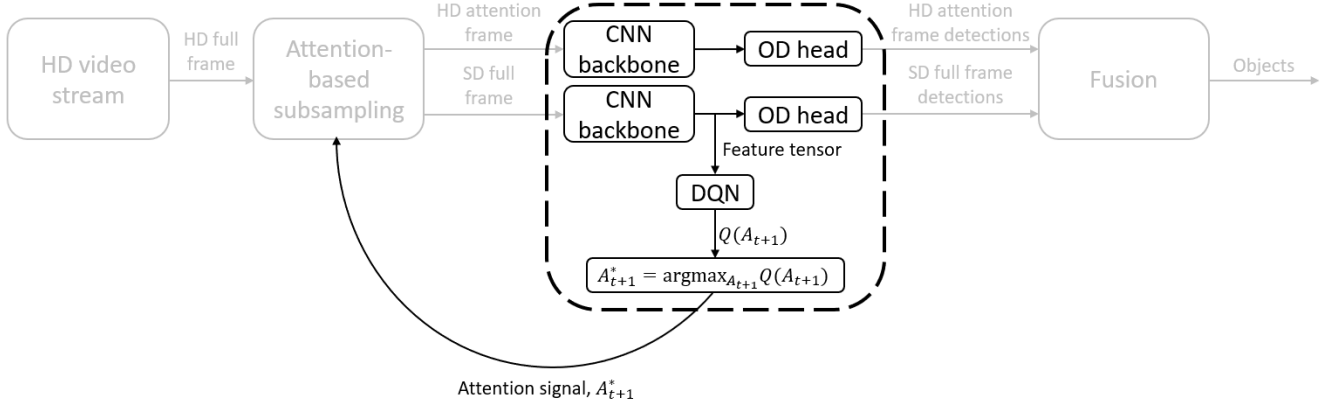 HD video
stream
HD full
frame
Attention-
based
subsampling
HD attention
frame
SD full
frame
CNN
backbone
OD head
CNN
backbone
OD head
Feature tensor
DQN
Q(A_{t+1})
A^*_{t+1} = argmax_{A_{t+1}} Q(A_{t+1})
HD attention
frame detections
SD full frame
detections
Fusion
Objects
Attention signal, A^*_{t+1}